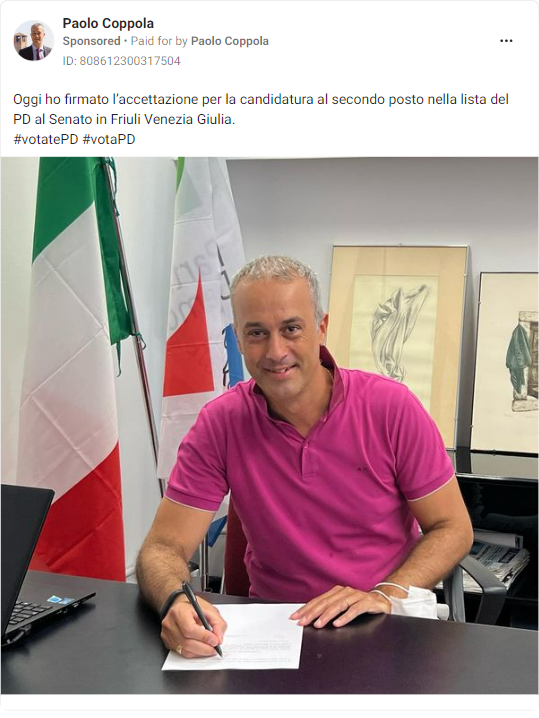 Paolo Coppola
Sponsored • Paid for by Paolo Coppola
ID: 808612300317504
Oggi ho firmato l’accettazione per la candidatura al secondo posto nella lista del
PD al Senato in Friuli Venezia Giulia.
#votatePD #votaPD